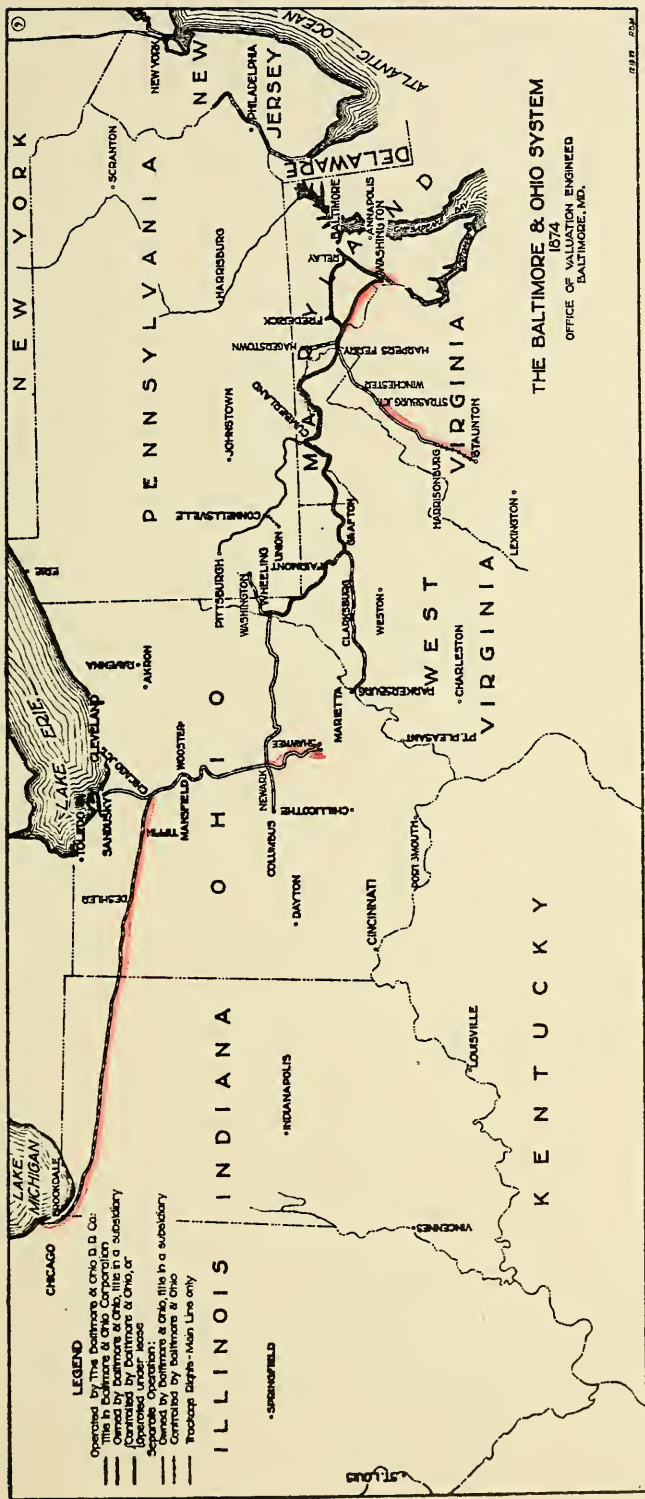 NEW YORK
LAKE MICHIGAN
CHICAGO
BROOKDALE
LEGEND
Operated by The Baltimore & Ohio R.R. Co:
Title in Baltimore & Ohio Corporation
Owned by Baltimore & Ohio, title in a subsidiary
Controlled by Baltimore & Ohio, or
Operated under lease
Separate Operation:
Owned by Baltimore & Ohio, title in a subsidiary
Controlled by Baltimore & Ohio
Trackage Rights - Main Line only
LAKE ERIE
TOLEDO
SANDUSKY
CLEVELAND
CHICAGO JCT.
ERIE
RAVENNA
AKRON
DESHLER
TIFFIN
MANSFIELD
WOOSTER
OHIO
NEWARK
COLUMBUS
SHAWNEE
CHILLICOTHE
DAYTON
CINCINNATI
PORTSMOUTH
MARIETTA
ILLINOIS
SPRINGFIELD
ST. LOUIS
INDIANA
INDIANAPOLIS
VINCENNES
KENTUCKY
LOUISVILLE
PENNSYLVANIA
SCRANTON
HARRISBURG
JOHNSTOWN
PHILADELPHIA
PITTSBURGH
CONNELLSVILLE
UNION
WASHINGTON
WHEELING
FAIRMONT
GRAFTON
CLARKSBURG
WESTON
PARKERSBURG
PT. PLEASANT
CHARLESTON
WEST VIRGINIA
NEW YORK
NEW JERSEY
ATLANTIC OCEAN
DELAWARE
MARYLAND
CUMBERLAND
HAGERSTOWN
FREDERICK
RELAY
BALTIMORE
ANNAPOLIS
WASHINGTON
HARPERS FERRY
WINCHESTER
STRASBURG JCT.
HARRISONBURG
STAUNTON
LEXINGTON
VIRGINIA
THE BALTIMORE & OHIO SYSTEM
1874
OFFICE OF VALUATION ENGINEER
BALTIMORE, MD.